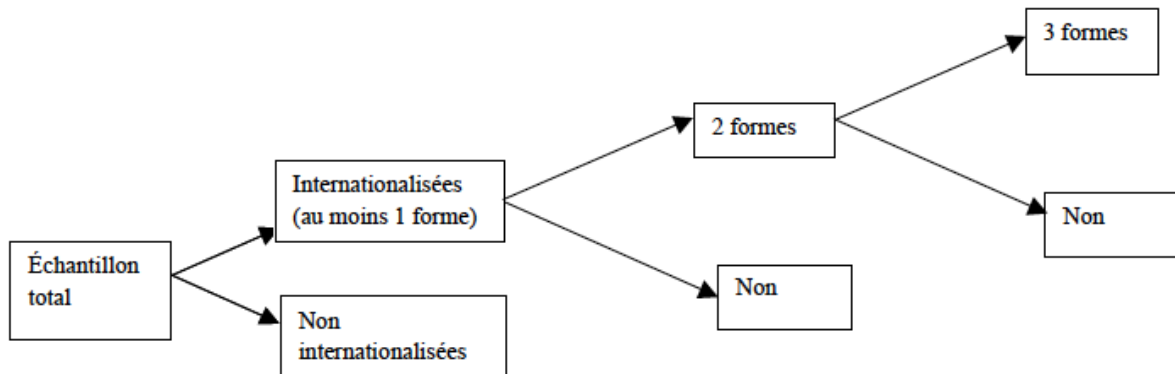 3 formes
2 formes
Internationalisées
(au moins 1 forme)
Non
Échantillon
total
Non
Non
internationalisées